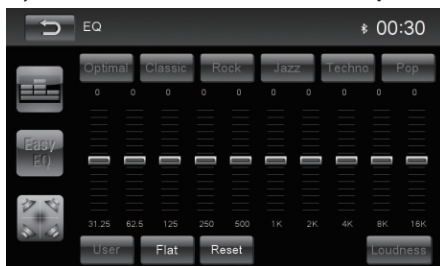 EQ 00:30
Optimal Classic Rock Jazz Techno Pop
0 0 0 0 0 0 0 0 0 0
Easy
EQ
31.25 62.5 125 250 500 1K 2K 4K 8K 16K
User Flat Reset Loudness